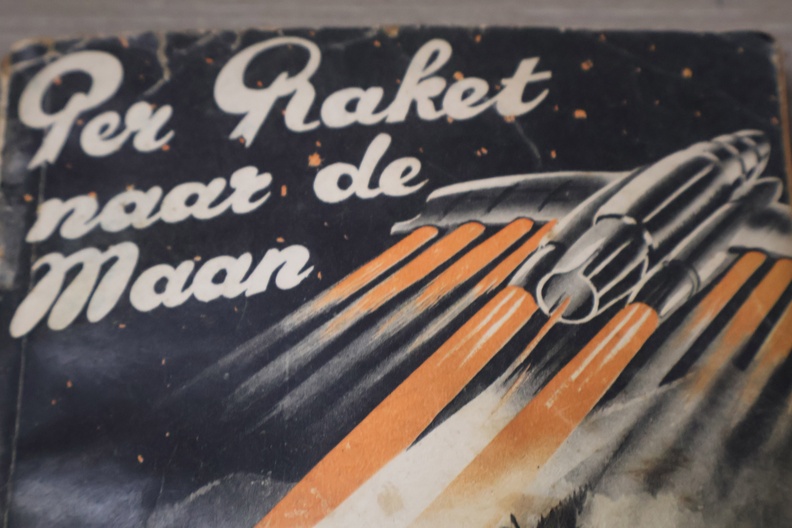 Per Raket
naar de
Maan